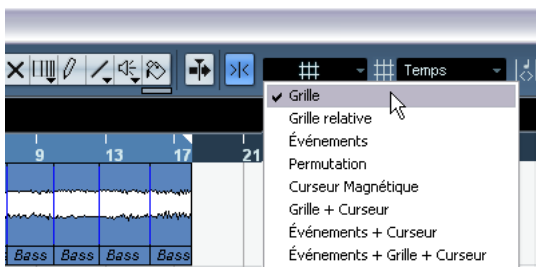 Temps
✓ Grille
Grille relative
Événements
Permutation
Curseur Magnétique
Grille + Curseur
Événements + Curseur
Événements + Grille + Curseur
9 13 17 21
Bass Bass Bass Bass